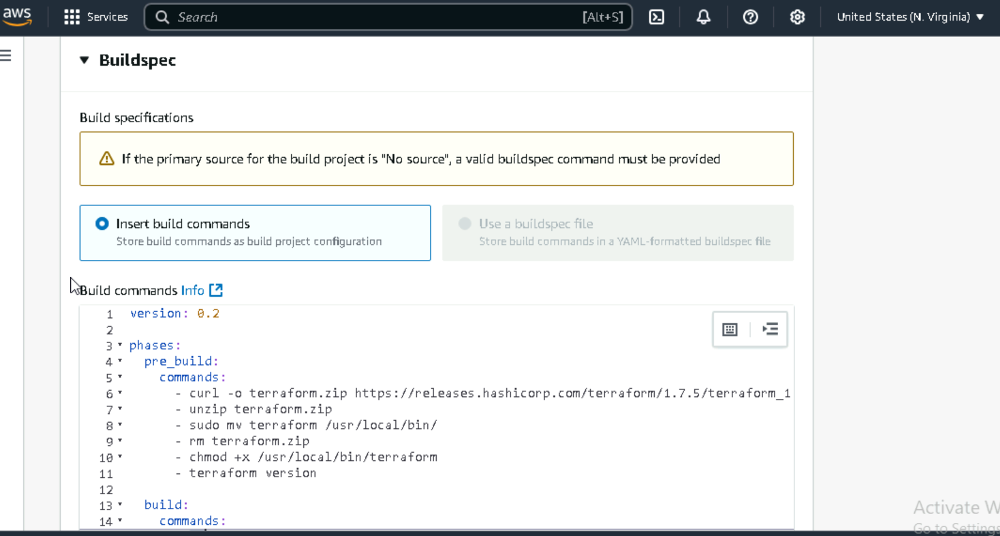 aws
Services
Search
[Alt+S]
United States (N. Virginia)
Buildspec
Build specifications
If the primary source for the build project is "No source", a valid buildspec command must be provided
Insert build commands
Store build commands as build project configuration
Use a buildspec file
Store build commands in a YAML-formatted buildspec file
Build commands Info
1 version: 0.2
2
3 phases:
4 pre_build:
5 commands:
6 - curl -o terraform.zip https://releases.hashicorp.com/terraform/1.7.5/terraform_1
7 - unzip terraform.zip
8 - sudo mv terraform /usr/local/bin/
9 - rm terraform.zip
10 - chmod +x /usr/local/bin/terraform
11 - terraform version
12
13 build:
14 commands:
Activate W
Go to Settings